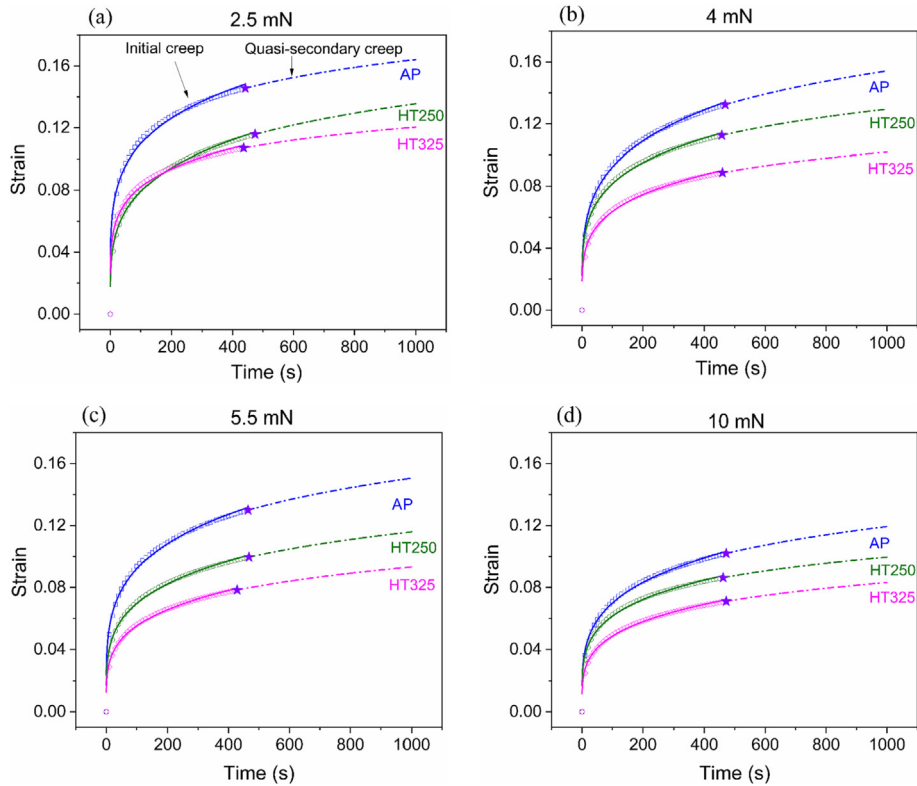 (a)
2.5 mN
Initial creep
Quasi-secondary creep
AP
HT250
HT325
0.16
0.12
0.08
0.04
0.00
Strain
0 200 400 600 800 1000
Time (s)
(b)
4 mN
AP
HT250
HT325
0.16
0.12
0.08
0.04
0.00
Strain
0 200 400 600 800 1000
Time (s)
(c)
5.5 mN
AP
HT250
HT325
0.16
0.12
0.08
0.04
0.00
Strain
0 200 400 600 800 1000
Time (s)
(d)
10 mN
AP
HT250
HT325
0.16
0.12
0.08
0.04
0.00
Strain
0 200 400 600 800 1000
Time (s)